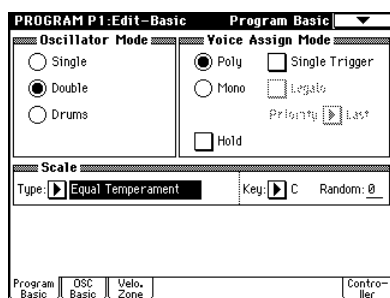 PROGRAM P1:Edit-Basic Program Basic
Oscillator Mode
Single
Double
Drums
Voice Assign Mode
Poly Single Trigger
Mono Legato
Priority Last
Hold
Scale
Type: Equal Temperament Key: C Random: 0
Program Basic
OSC Basic
Velo. Zone
Contro-
ller